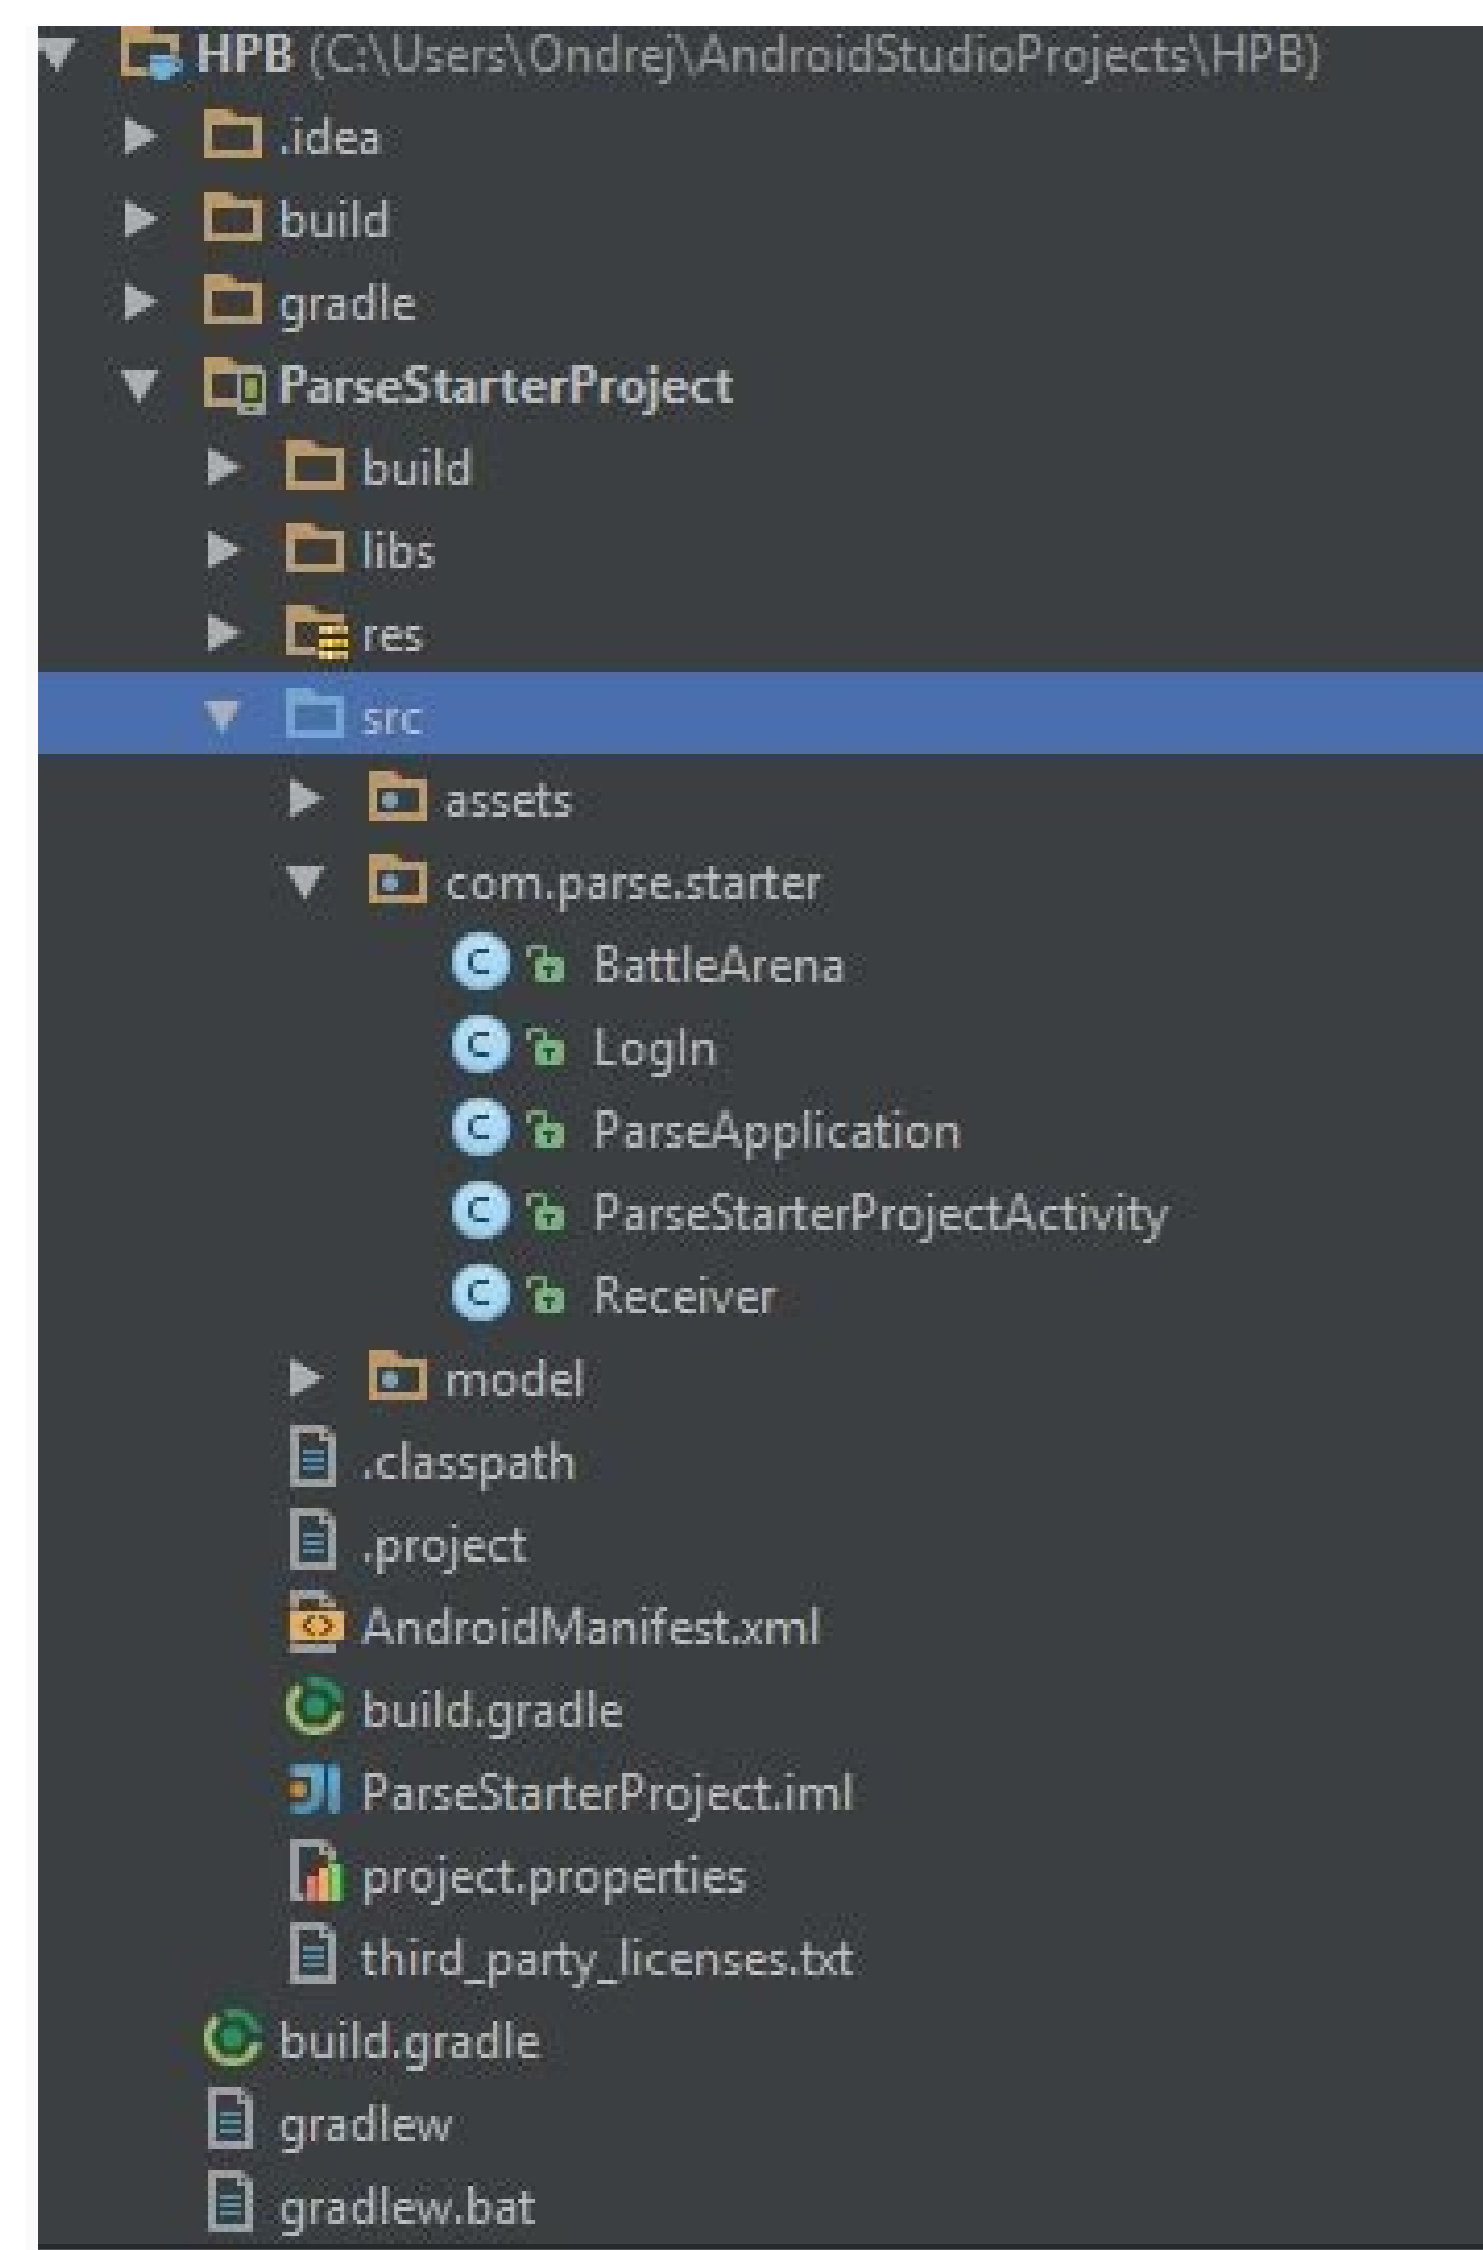 HPB (C:\Users\Ondrej\AndroidStudioProjects\HPB)
.idea
build
gradle
ParseStarterProject
build
libs
res
src
assets
com.parse.starter
C BattleArena
C LogIn
C ParseApplication
C ParseStarterProjectActivity
C Receiver
model
.classpath
.project
AndroidManifest.xml
build.gradle
ParseStarterProject.iml
project.properties
third_party_licenses.txt
build.gradle
gradlew
gradlew.bat